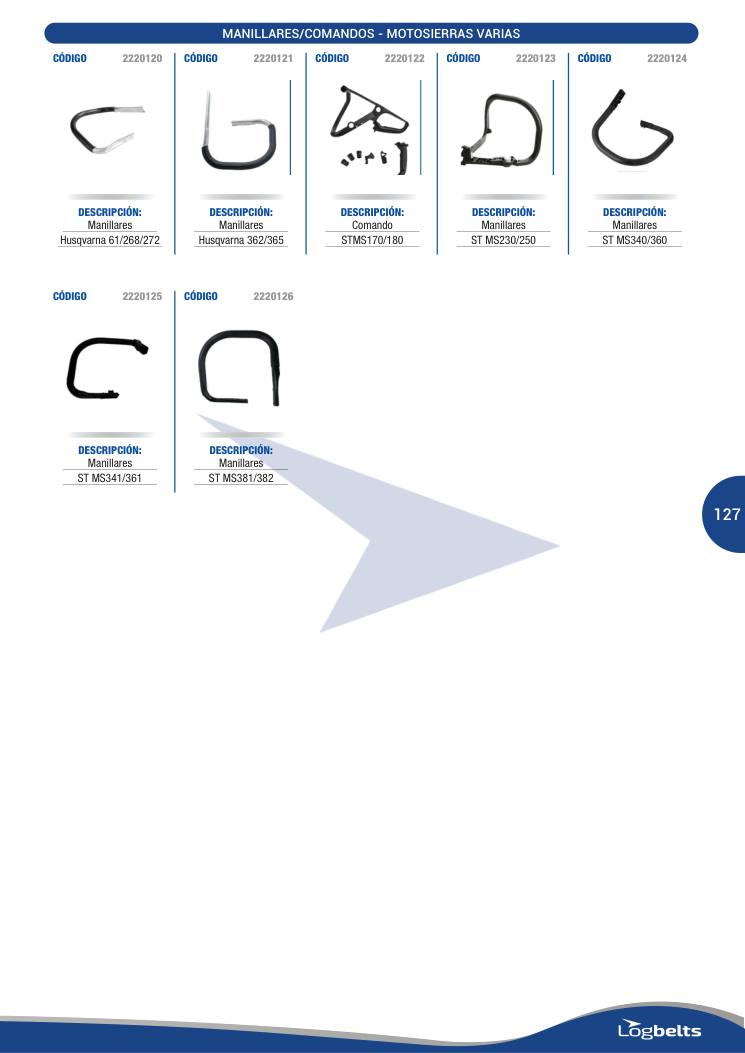 MANILLARES/COMANDOS - MOTOSIERRAS VARIAS
CÓDIGO 2220120
DESCRIPCIÓN:
Manillares
Husqvarna 61/268/272
CÓDIGO 2220121
DESCRIPCIÓN:
Manillares
Husqvarna 362/365
CÓDIGO 2220122
DESCRIPCIÓN:
Comando
STMS170/180
CÓDIGO 2220123
DESCRIPCIÓN:
Manillares
ST MS230/250
CÓDIGO 2220124
DESCRIPCIÓN:
Manillares
ST MS340/360
CÓDIGO 2220125
DESCRIPCIÓN:
Manillares
ST MS341/361
CÓDIGO 2220126
DESCRIPCIÓN:
Manillares
ST MS381/382
127
Logbelts